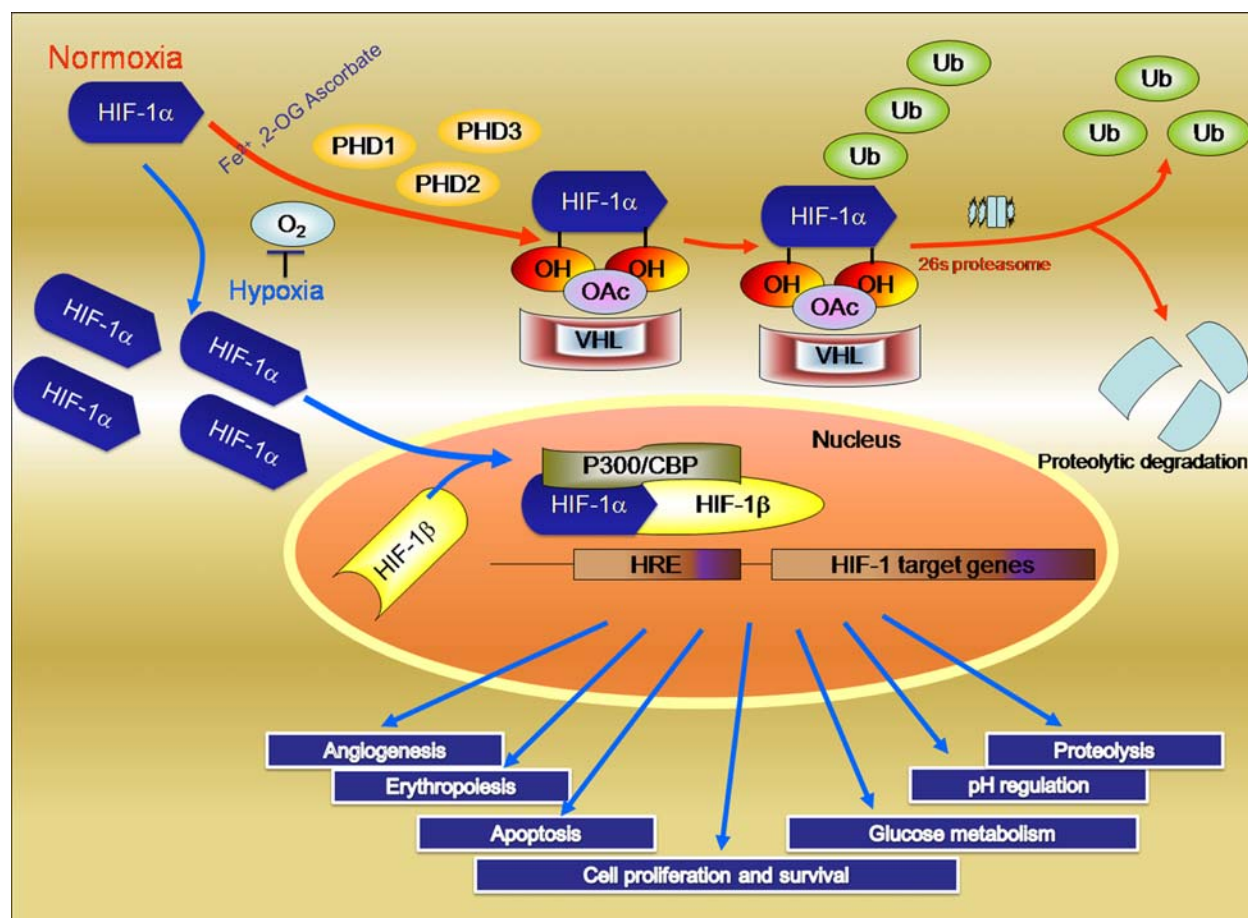 Normoxia
HIF-1α
Fe²⁺ ,2-OG Ascorbate
PHD1
PHD3
PHD2
HIF-1α
OH
OH
OAc
VHL
HIF-1α
OH
OH
OAc
VHL
Ub
Ub
Ub
26s proteasome
Ub
Ub
Ub
Proteolytic degradation
O₂
Hypoxia
HIF-1α
HIF-1α
HIF-1α
HIF-1α
Nucleus
P300/CBP
HIF-1α
HIF-1β
HIF-1β
HRE
HIF-1 target genes
Angiogenesis
Erythropolesis
Apoptosis
Cell proliferation and survival
Glucose metabolism
pH regulation
Proteolysis